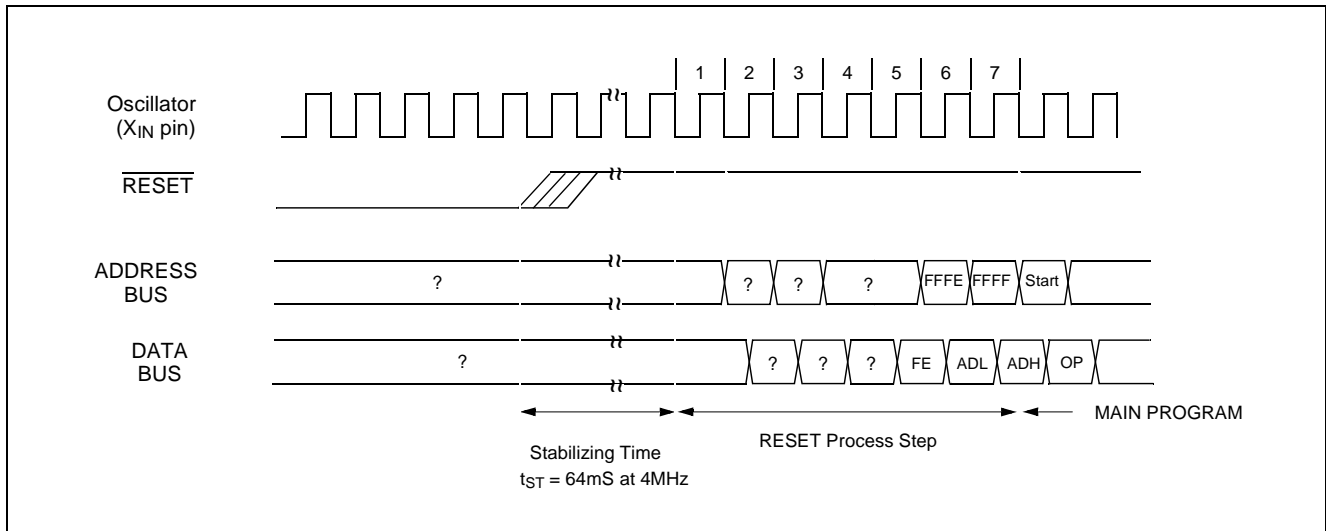 1 2 3 4 5 6 7
Oscillator
(XIN pin)
RESET
ADDRESS
BUS
? ? ? ? FFFE FFFF Start
DATA
BUS
? ? ? ? FE ADL ADH OP
MAIN PROGRAM
Stabilizing Time
tST = 64mS at 4MHz
RESET Process Step